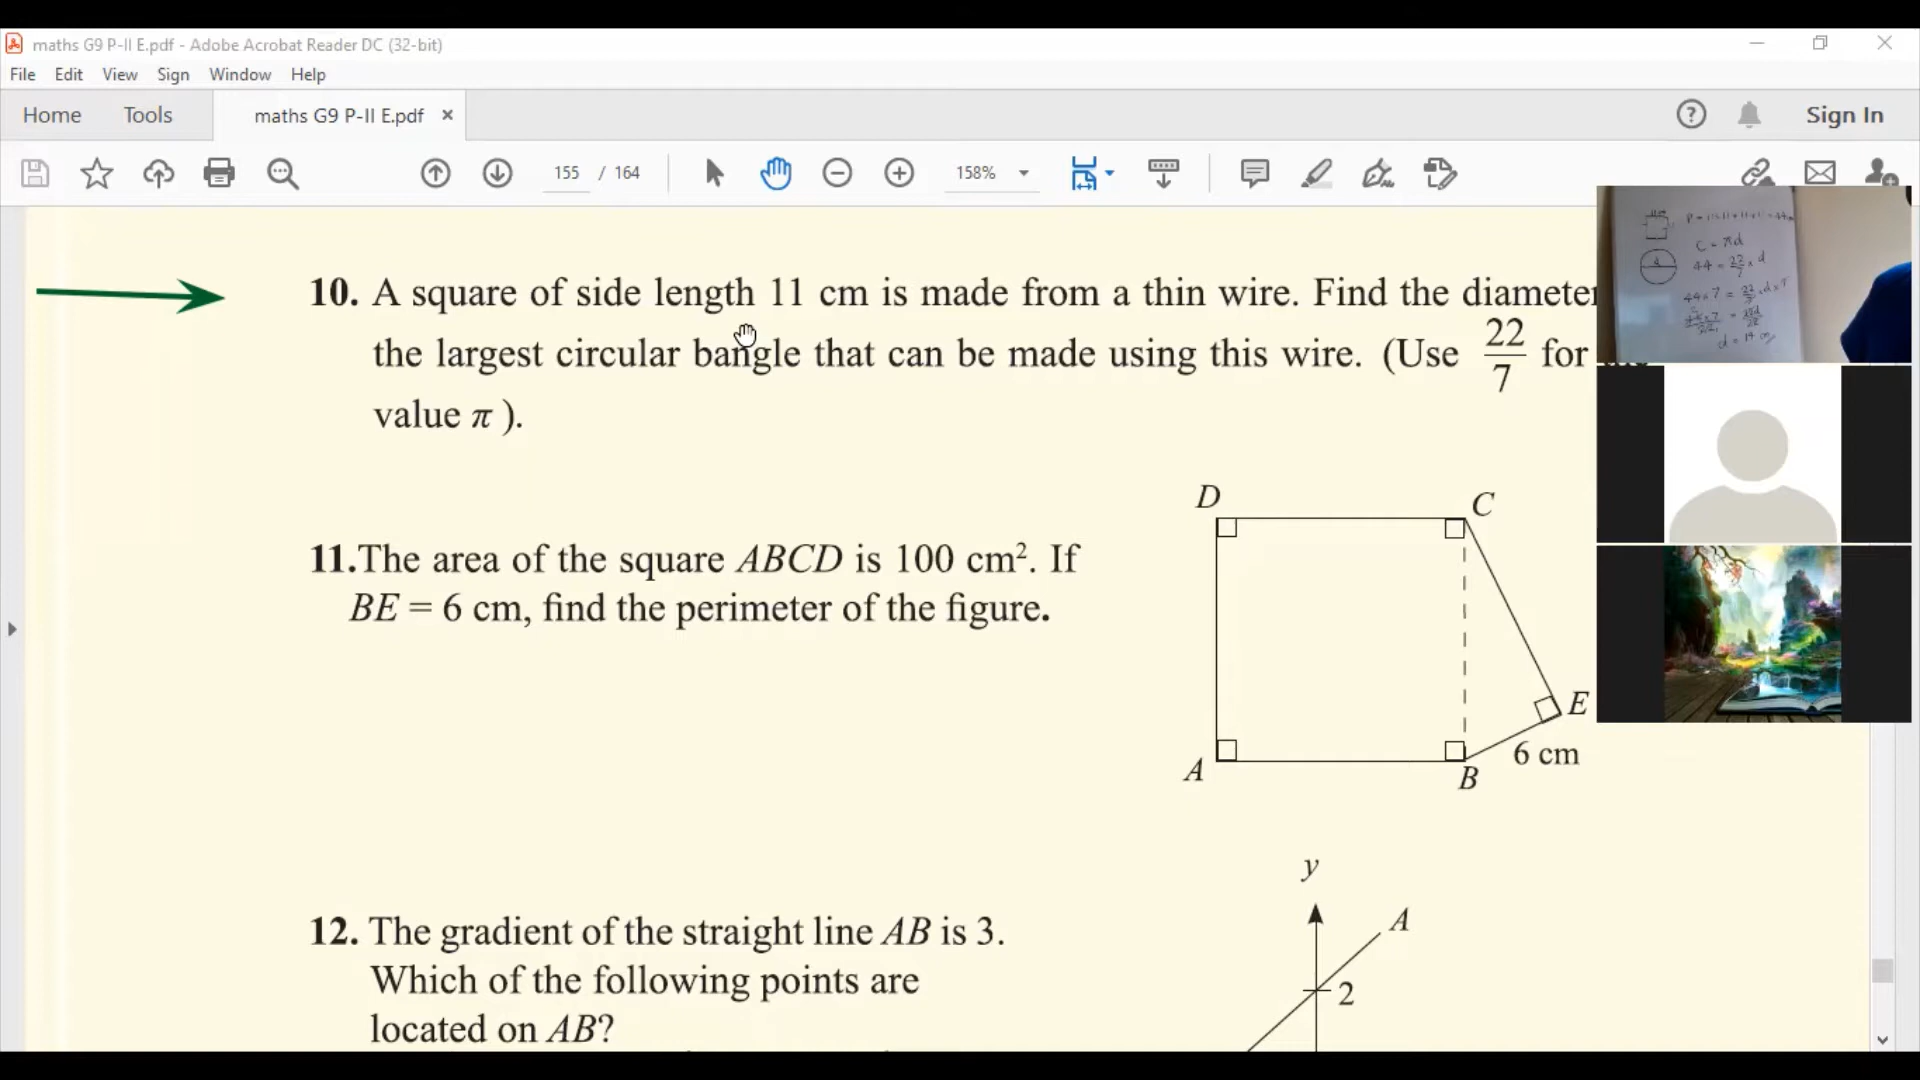 maths G9 P-II E.pdf - Adobe Acrobat Reader DC (32-bit)
File Edit View Sign Window Help
Home Tools maths G9 P-II E.pdf × Sign In
155 / 164 158%
10. A square of side length 11 cm is made from a thin wire. Find the diameter
the largest circular bangle that can be made using this wire. (Use 22/7 for
value π ).
D
C
11. The area of the square ABCD is 100 cm². If
BE = 6 cm, find the perimeter of the figure.
E
6 cm
A
B
y
A
12. The gradient of the straight line AB is 3.
Which of the following points are
2
located on AB?
C = πd
44 = 22/7 × d
d = 14 cm